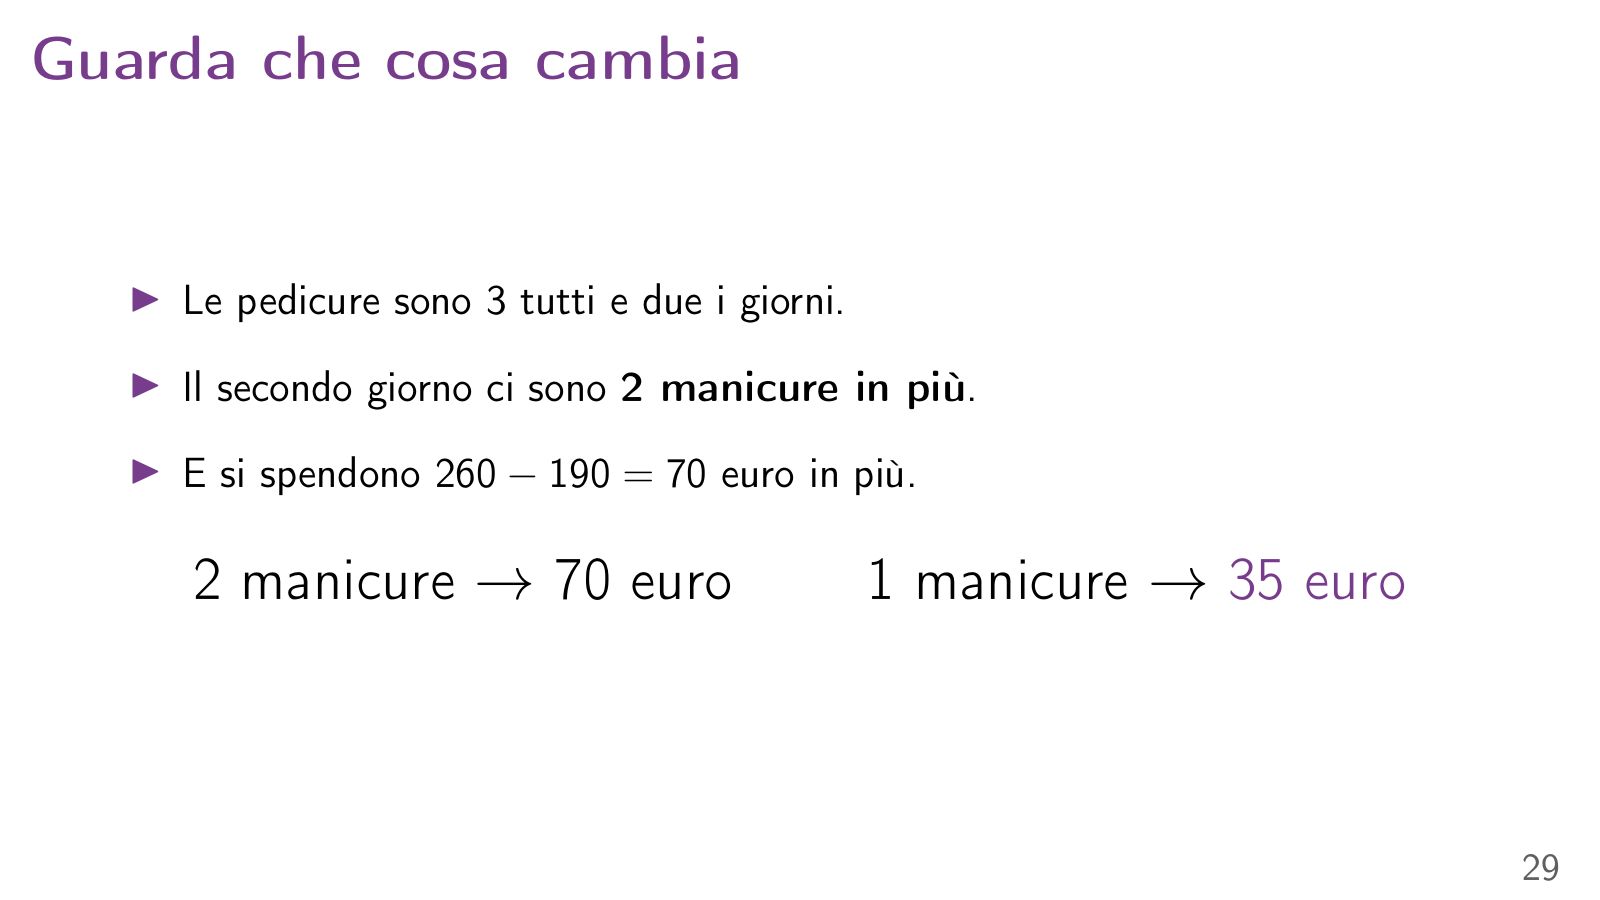 Guarda che cosa cambia
▶ Le pedicure sono 3 tutti e due i giorni.
▶ Il secondo giorno ci sono 2 manicure in più.
▶ E si spendono 260 − 190 = 70 euro in più.
2 manicure → 70 euro 1 manicure → 35 euro
29